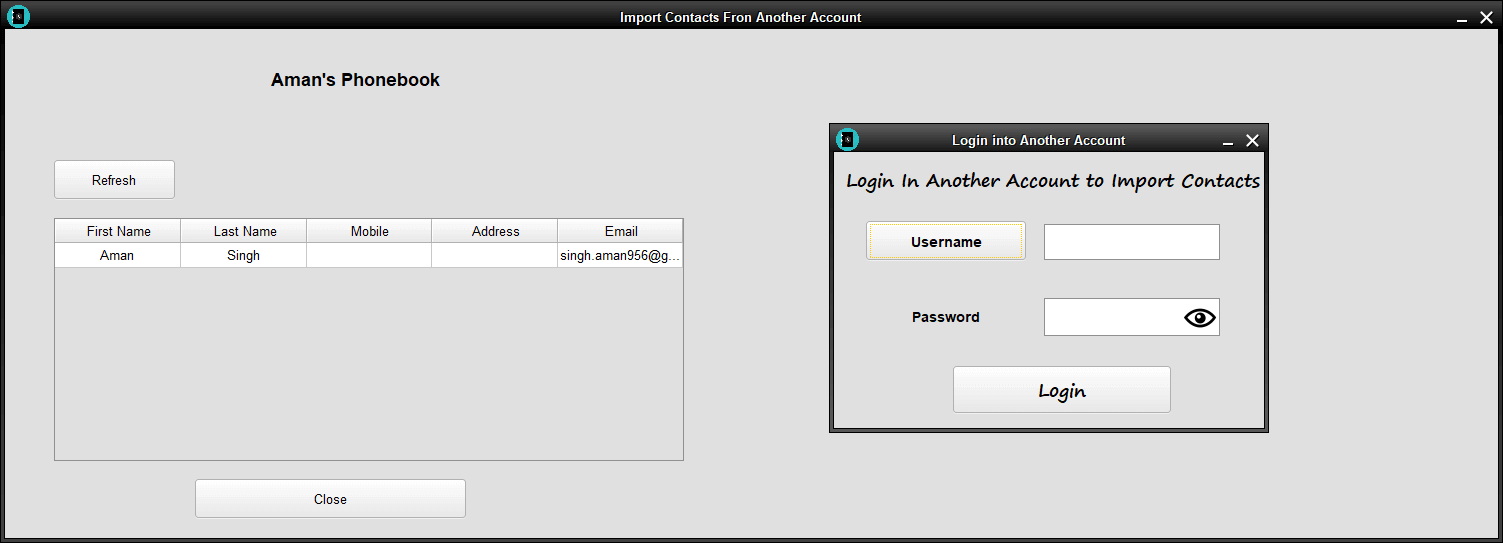 Import Contacts Fron Another Account
Aman's Phonebook
Refresh
First Name Last Name Mobile Address Email
Aman Singh singh.aman956@g...
Close
Login into Another Account
Login In Another Account to Import Contacts
Username
Password
Login